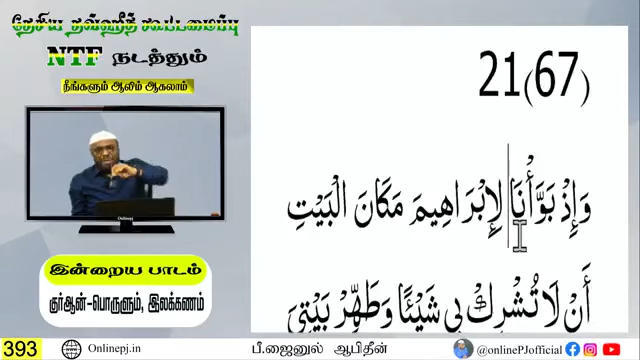 தேசிய தவ்ஹீத் கூட்டமைப்பு
NTF நடத்தும்
நீங்களும் ஆலிம் ஆகலாம்
Onlinepj
இன்றைய பாடம்
குர்ஆன்-பொருளும், இலக்கணம்
21(67)
وَإِذْ بَوَّأْنَا لِإِبْرَاهِيمَ مَكَانَ الْبَيْتِ
أَنْ لَا تُشْرِكْ بِي شَيْئًا وَطَهِّرْ بَيْتِيَ
393 Onlinepj.in பீ.ஜைனுல் ஆபிதீன் @onlinePJofficial